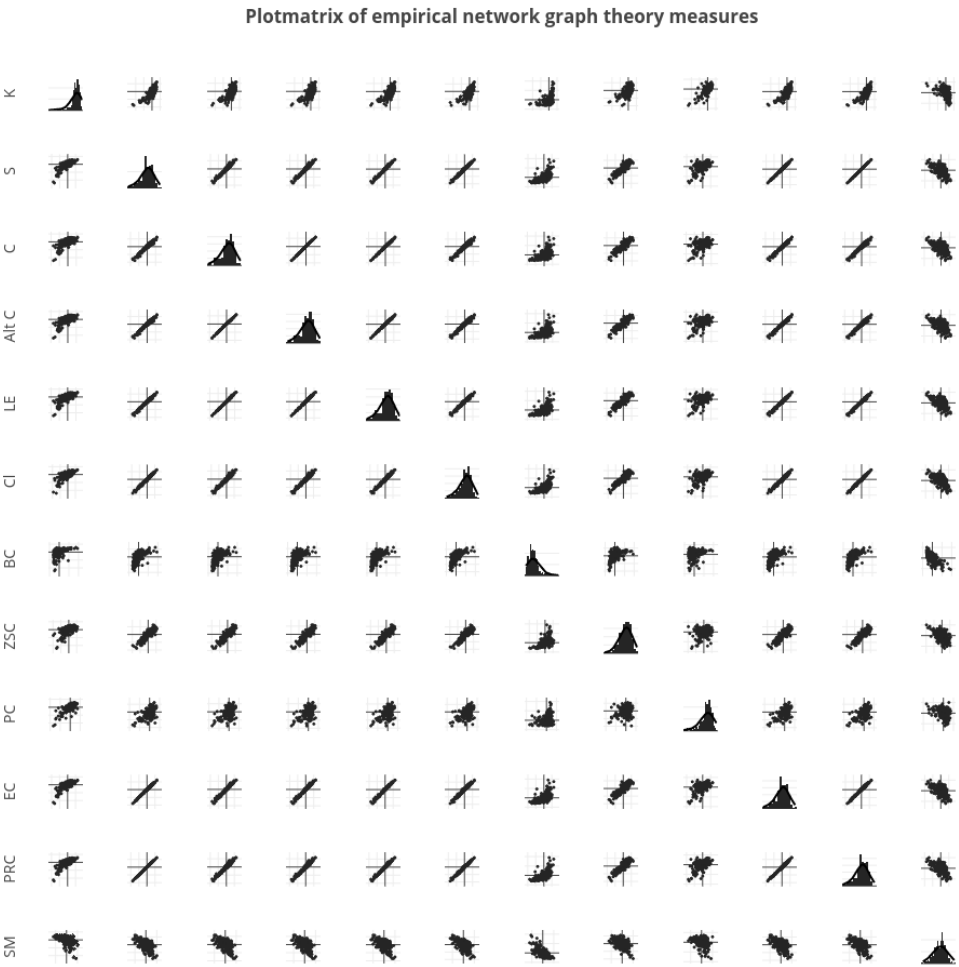 Plotmatrix of empirical network graph theory measures
K
S
C
Alt C
LE
Cl
BC
ZSC
PC
EC
PRC
SM